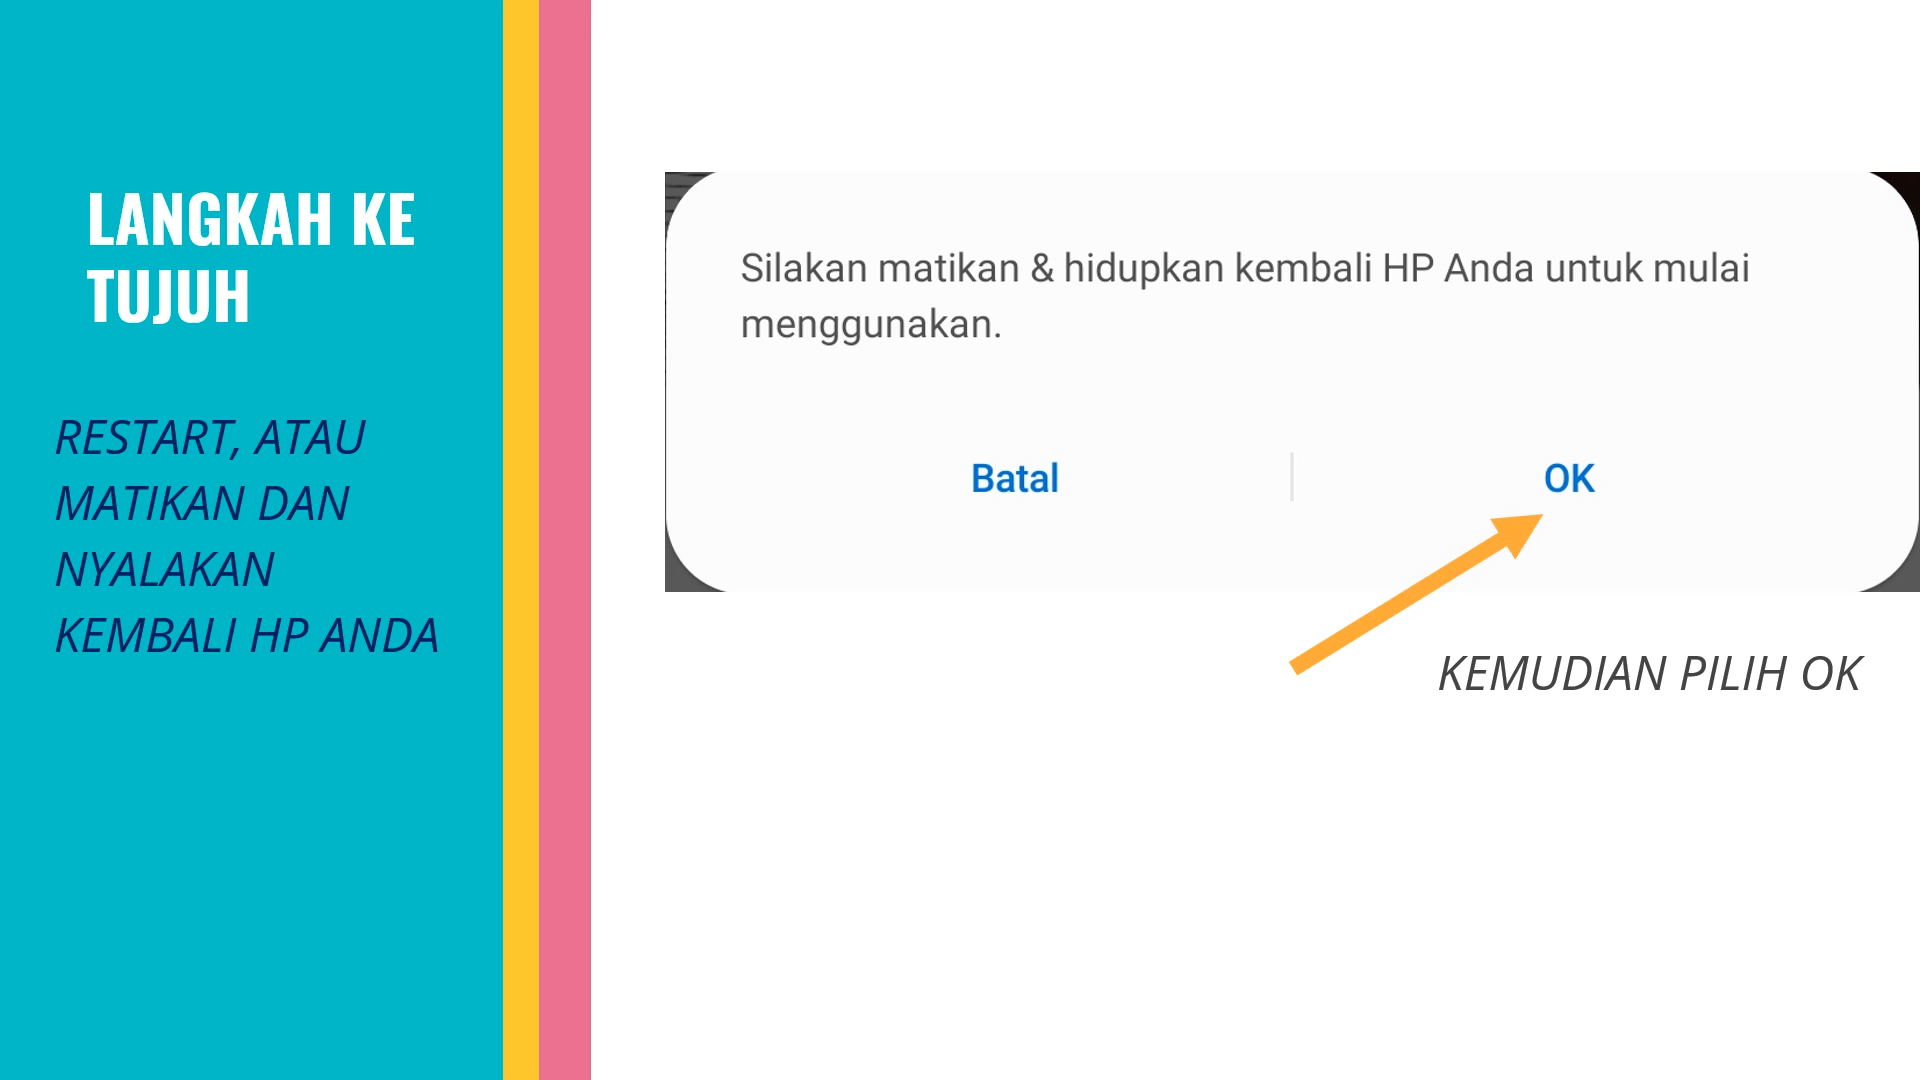 LANGKAH KE
TUJUH
RESTART, ATAU
MATIKAN DAN
NYALAKAN
KEMBALI HP ANDA
Silakan matikan & hidupkan kembali HP Anda untuk mulai
menggunakan.
Batal
OK
KEMUDIAN PILIH OK